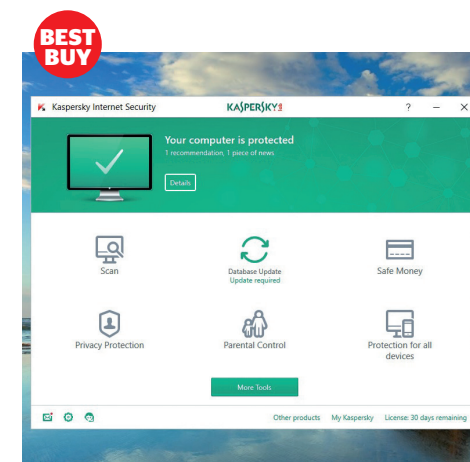 BEST
BUY
Kaspersky Internet Security
KASPERSKY lab
? – X
Your computer is protected
1 recommendation, 1 piece of news
Details
Scan
Database Update
Update required
Safe Money
Privacy Protection
Parental Control
Protection for all
devices
More Tools
Other products My Kaspersky License: 30 days remaining